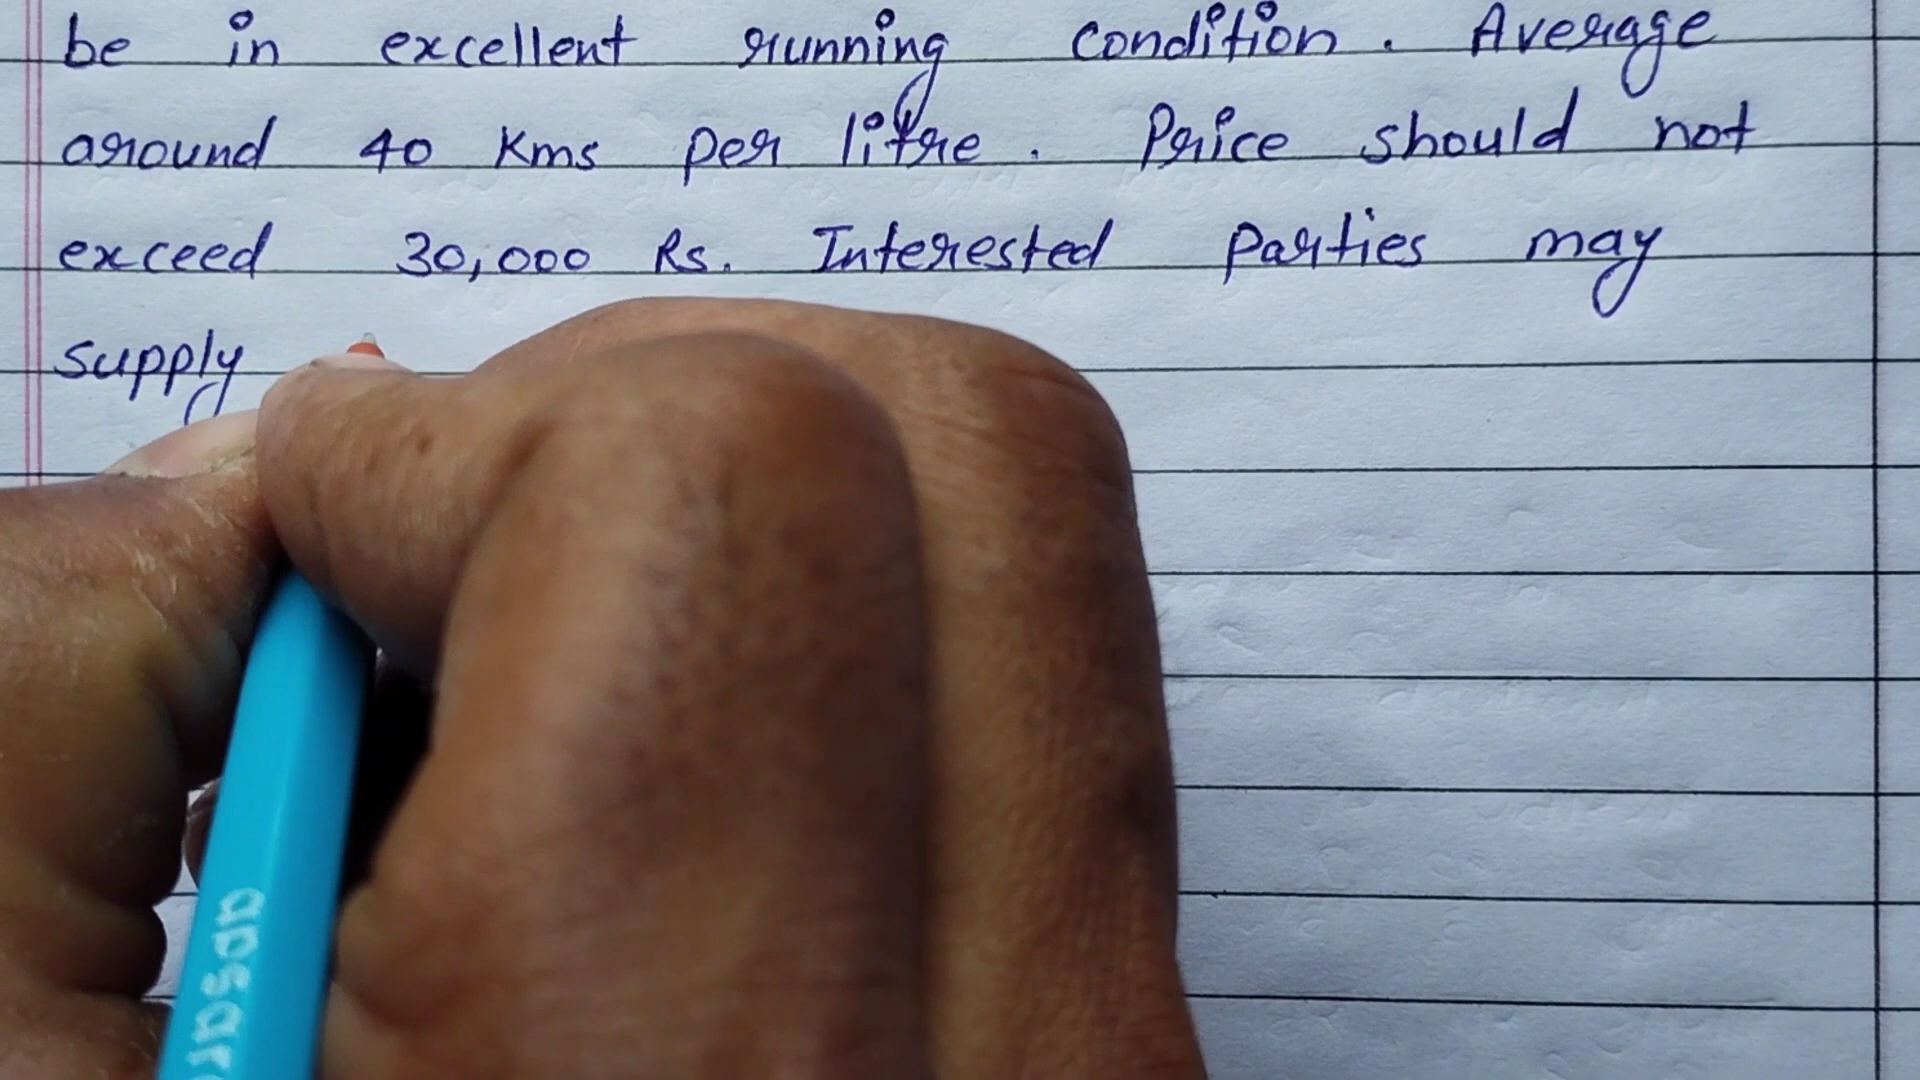 be in excellent running condition. Average
around 40 Kms per litre. Price should not
exceed 30,000 Rs. Interested parties may
supply
apsara